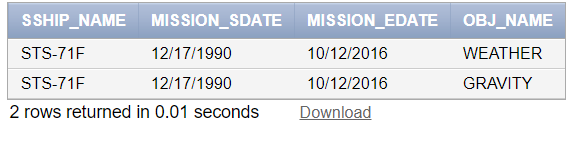 SSHIP_NAME MISSION_SDATE MISSION_EDATE OBJ_NAME
STS-71F 12/17/1990 10/12/2016 WEATHER
STS-71F 12/17/1990 10/12/2016 GRAVITY
2 rows returned in 0.01 seconds Download